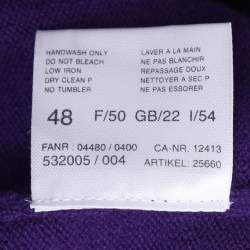 HANDWASH ONLY LAVER A LA MAIN
DO NOT BLEACH NE PAS BLANCHIR
LOW IRON REPASSAGE DOUX
DRY CLEAN P NETTOYER A SEC P
NO TUMBLER NE PAS ESSORER
48 F/50 GB/22 I/54
FANR : 04480 / 0400 CA-NR. 12413
532005 / 004 ARTIKEL: 25660